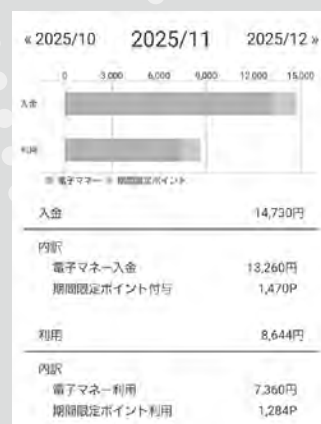 « 2025/10 2025/11 2025/12 »
0 3,000 6,000 9,000 12,000 15,000
入金
利用
電子マネー 期間限定ポイント
入金 14,730円
内訳
電子マネー入金 13,260円
期間限定ポイント付与 1,470P
利用 8,644円
内訳
電子マネー利用 7,360円
期間限定ポイント利用 1,284P